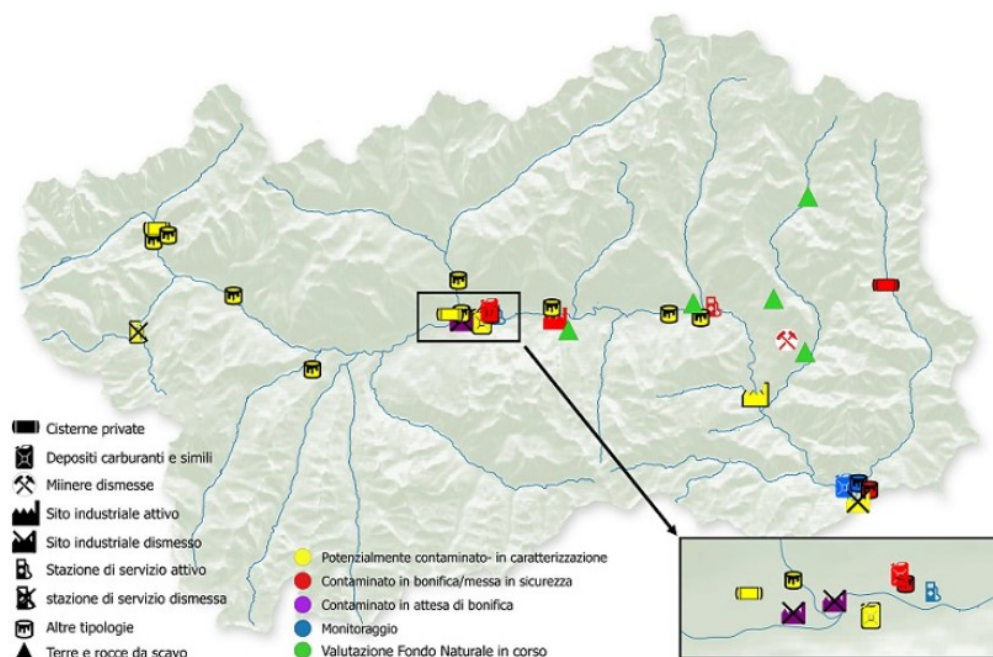 Cisterne private
Depositi carburanti e simili
Miinere dismesse
Sito industriale attivo
Sito industriale dismesso
Stazione di servizio attivo
stazione di servizio dismessa
Altre tipologie
Terre e rocce da scavo
Potenzialmente contaminato- in caratterizzazione
Contaminato in bonifica/messa in sicurezza
Contaminato in attesa di bonifica
Monitoraggio
Valutazione Fondo Naturale in corso